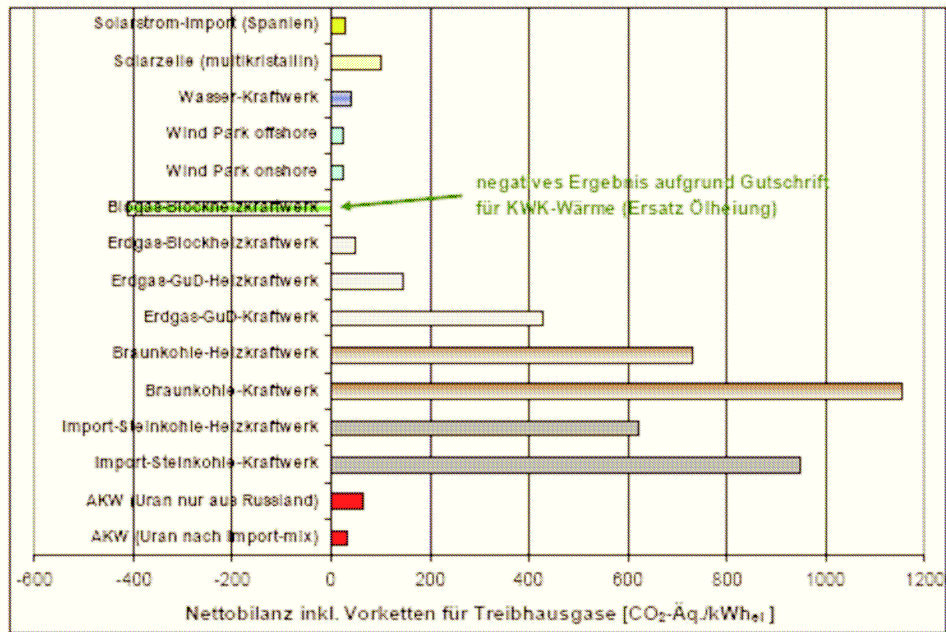 Solarstrom-Import (Spanien)
Solarzelle (multikristallin)
Wasser-Kraftwerk
Wind Park offshore
Wind Park onshore
negatives Ergebnis aufgrund Gutschrift
für KWK-Wärme (Ersatz Ölheiung)
Biogas-Blockheizkraftwerk
Erdgas-Blockheizkraftwerk
Erdgas-GuD-Heizkraftwerk
Erdgas-GuD-Kraftwerk
Braunkohle-Heizkraftwerk
Braunkohle-Kraftwerk
Import-Steinkohle-Heizkraftwerk
Import-Steinkohle-Kraftwerk
AKW (Uran nur aus Russland)
AKW (Uran nach Import-mix)
-600 -400 -200 0 200 400 600 800 1000 1200
Nettobilanz inkl. Vorketten für Treibhausgase [CO₂-Äq./kWhₑₗ]